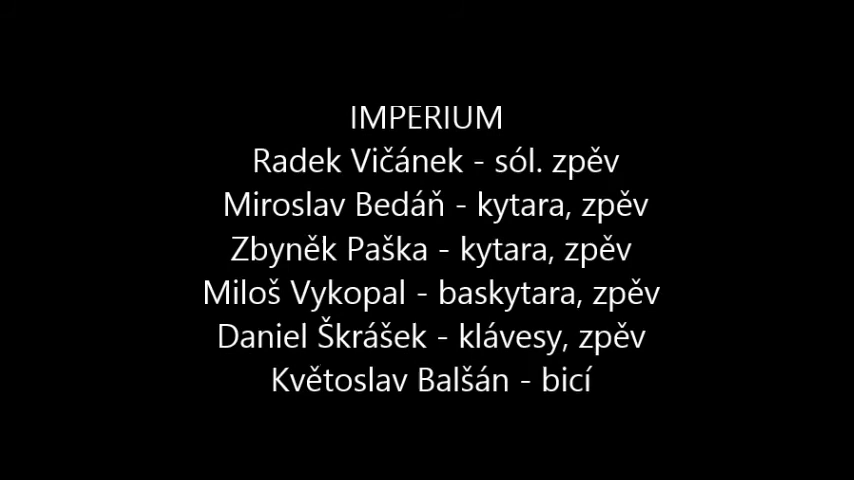 IMPERIUM
Radek Vičánek - sól. zpěv
Miroslav Bedáň - kytara, zpěv
Zbyněk Paška - kytara, zpěv
Miloš Vykopal - baskytara, zpěv
Daniel Škrášek - klávesy, zpěv
Květoslav Balšán - bicí